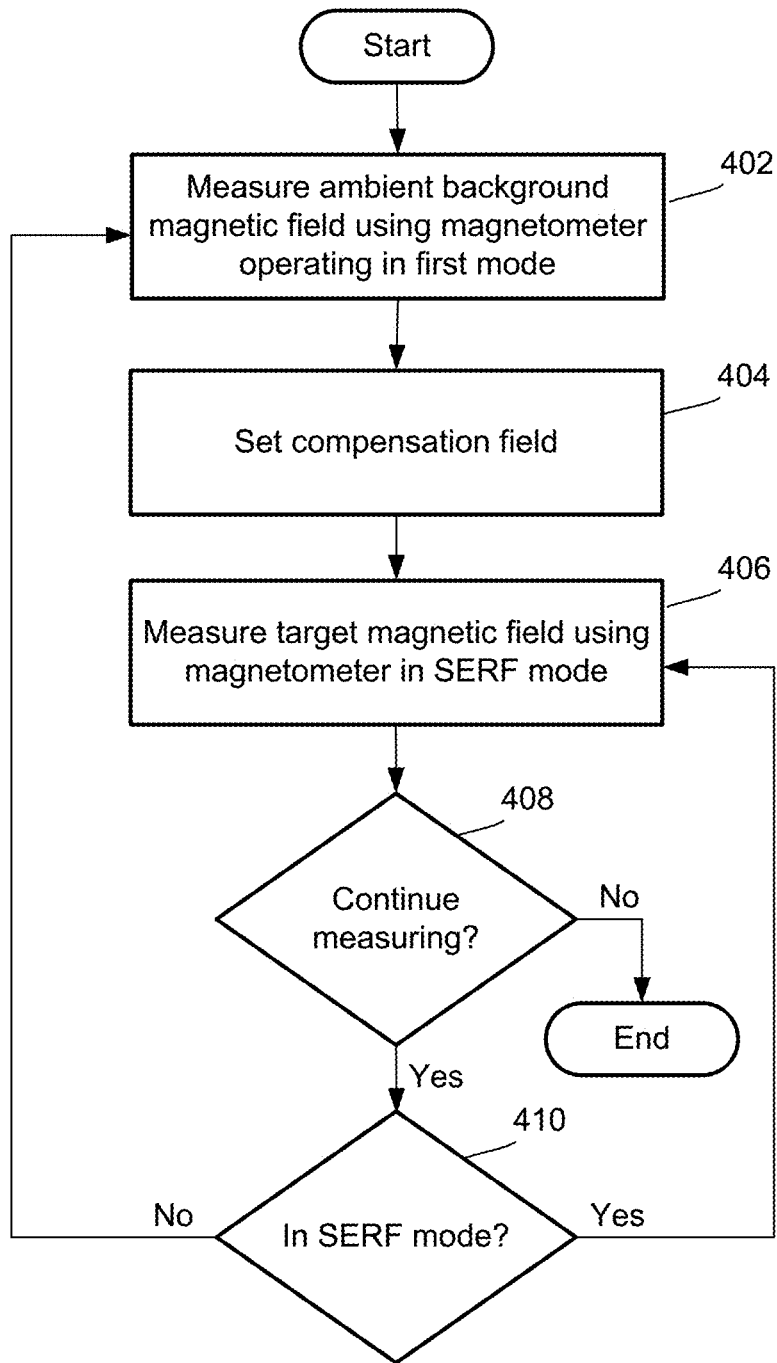 Start
402
Measure ambient background
magnetic field using magnetometer
operating in first mode
404
Set compensation field
406
Measure target magnetic field using
magnetometer in SERF mode
408
Continue
measuring?
No
End
Yes
410
No
In SERF mode?
Yes